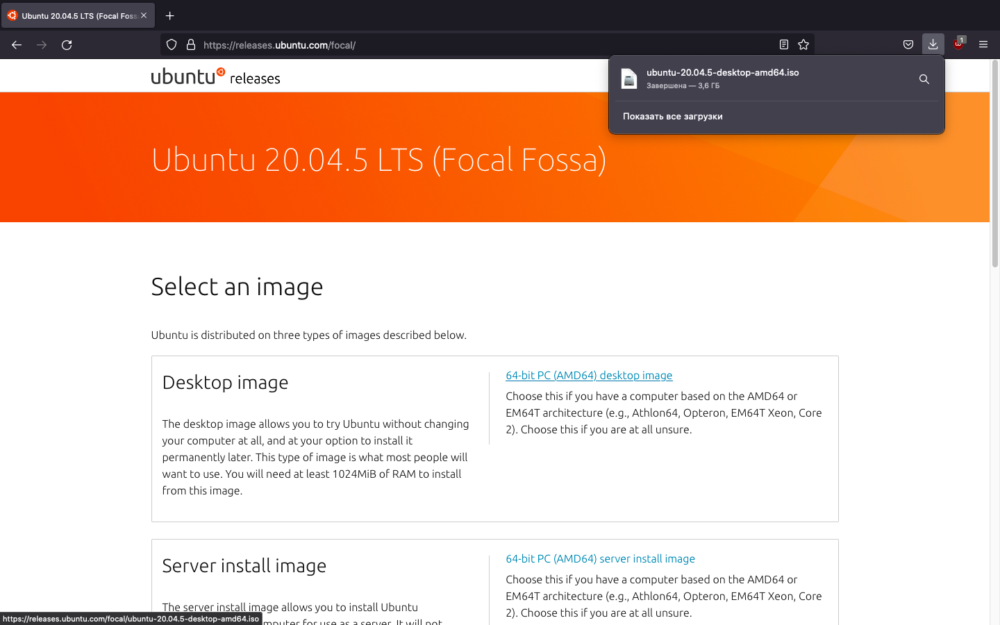 Ubuntu 20.04.5 LTS (Focal Foss
https://releases.ubuntu.com/focal/
1
ubuntu releases
ubuntu-20.04.5-desktop-amd64.iso
Завершена — 3,6 ГБ
Показать все загрузки
Ubuntu 20.04.5 LTS (Focal Fossa)
Select an image
Ubuntu is distributed on three types of images described below.
Desktop image
The desktop image allows you to try Ubuntu without changing
your computer at all, and at your option to install it
permanently later. This type of image is what most people will
want to use. You will need at least 1024MiB of RAM to install
from this image.
64-bit PC (AMD64) desktop image
Choose this if you have a computer based on the AMD64 or
EM64T architecture (e.g., Athlon64, Opteron, EM64T Xeon, Core
2). Choose this if you are at all unsure.
Server install image
The server install image allows you to install Ubuntu
mputer for use as a server. It will not
64-bit PC (AMD64) server install image
Choose this if you have a computer based on the AMD64 or
EM64T architecture (e.g., Athlon64, Opteron, EM64T Xeon, Core
2). Choose this if you are at all unsure.
https://releases.ubuntu.com/focal/ubuntu-20.04.5-desktop-amd64.iso